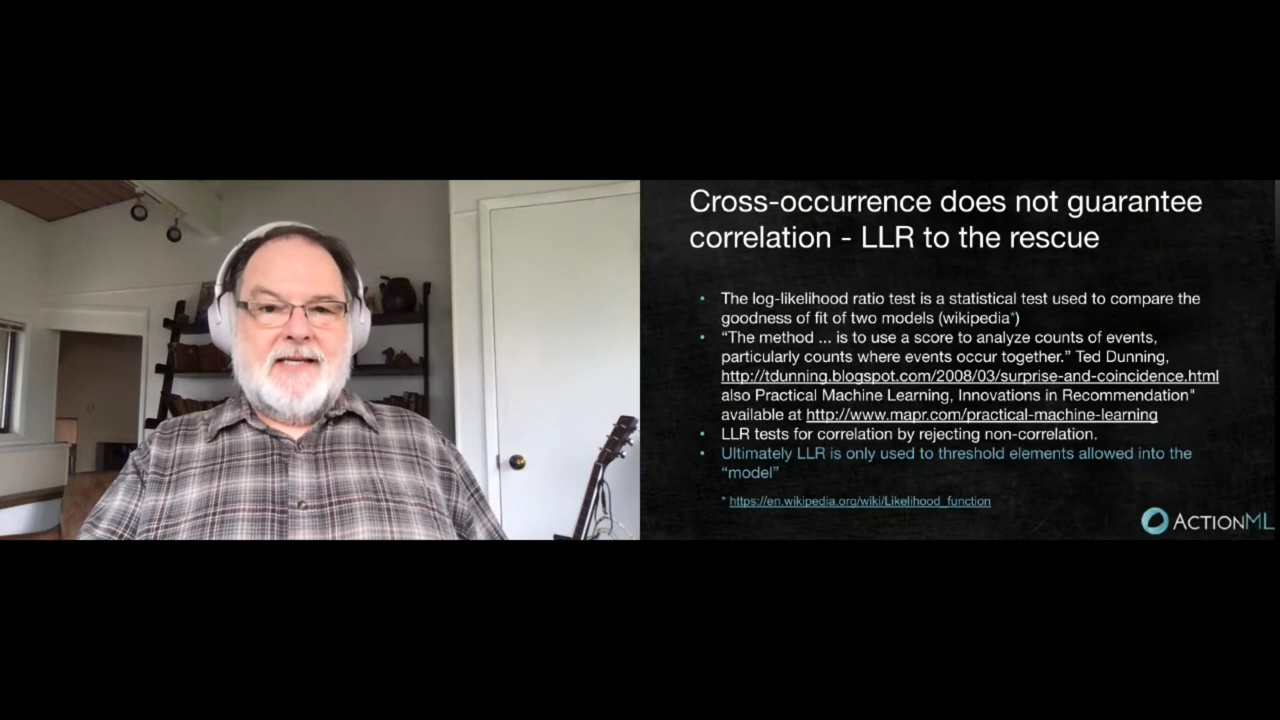 Cross-occurrence does not guarantee
correlation - LLR to the rescue
• The log-likelihood ratio test is a statistical test used to compare the
goodness of fit of two models (wikipedia*)
• “The method ... is to use a score to analyze counts of events,
particularly counts where events occur together.” Ted Dunning,
http://tdunning.blogspot.com/2008/03/surprise-and-coincidence.html
also Practical Machine Learning, Innovations in Recommendation"
available at http://www.mapr.com/practical-machine-learning
• LLR tests for correlation by rejecting non-correlation.
• Ultimately LLR is only used to threshold elements allowed into the
“model”
* https://en.wikipedia.org/wiki/Likelihood_function
ACTIONML